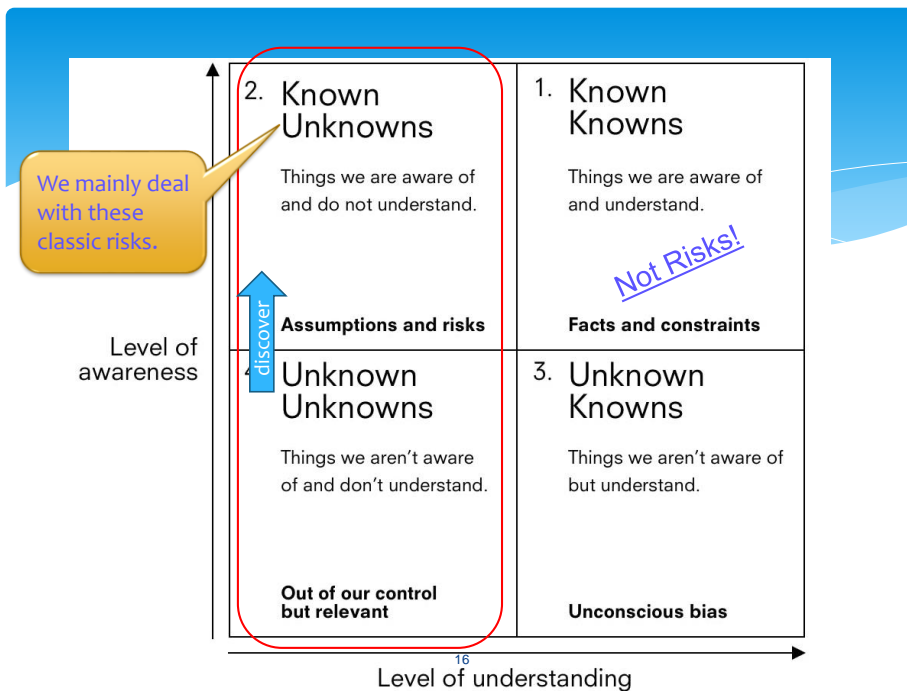 2. Known
Unknowns
Things we are aware of
and do not understand.
Assumptions and risks
1. Known
Knowns
Things we are aware of
and understand.
Not Risks!
Facts and constraints
We mainly deal
with these
classic risks.
discover
Level of
awareness
Unknown
Unknowns
Things we aren’t aware
of and don’t understand.
Out of our control
but relevant
3. Unknown
Knowns
Things we aren’t aware of
but understand.
Unconscious bias
16
Level of understanding